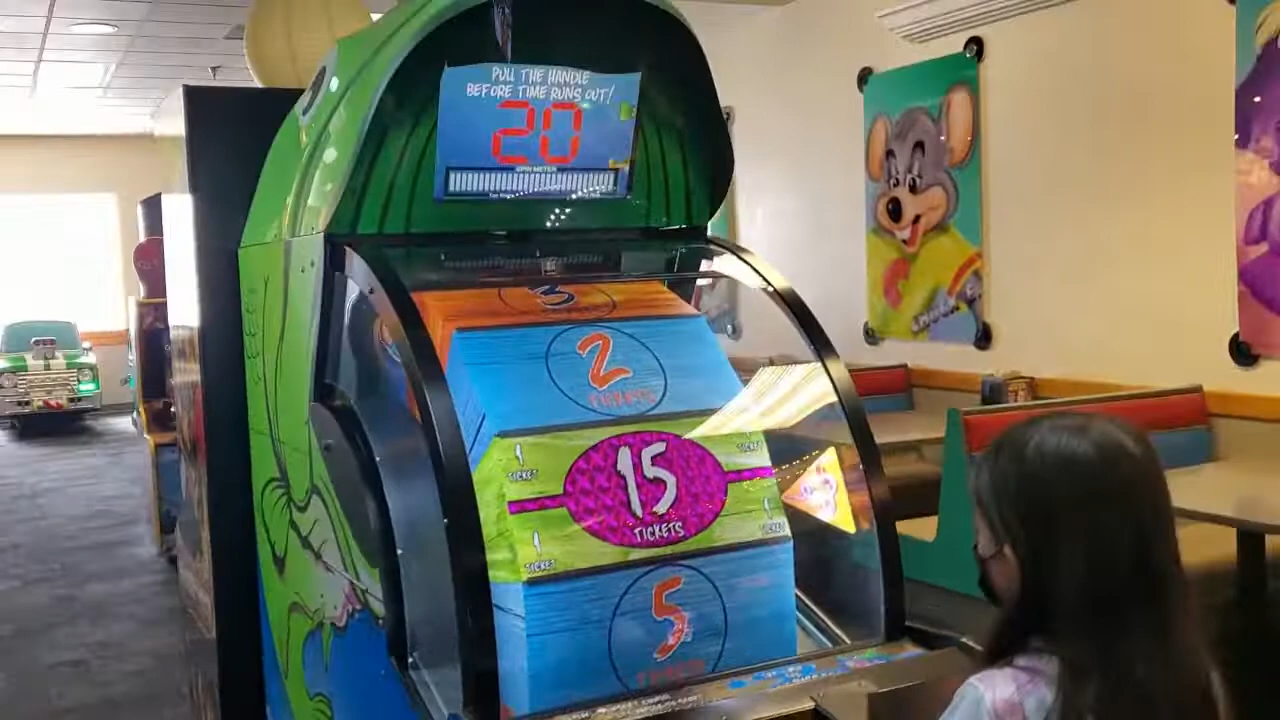 PULL THE HANDLE
BEFORE TIME RUNS OUT!
20
SPIN METER
3
2
TICKETS
1 TICKET
1 TICKET
15
TICKETS
1 TICKET
1 TICKET
5
TICKETS